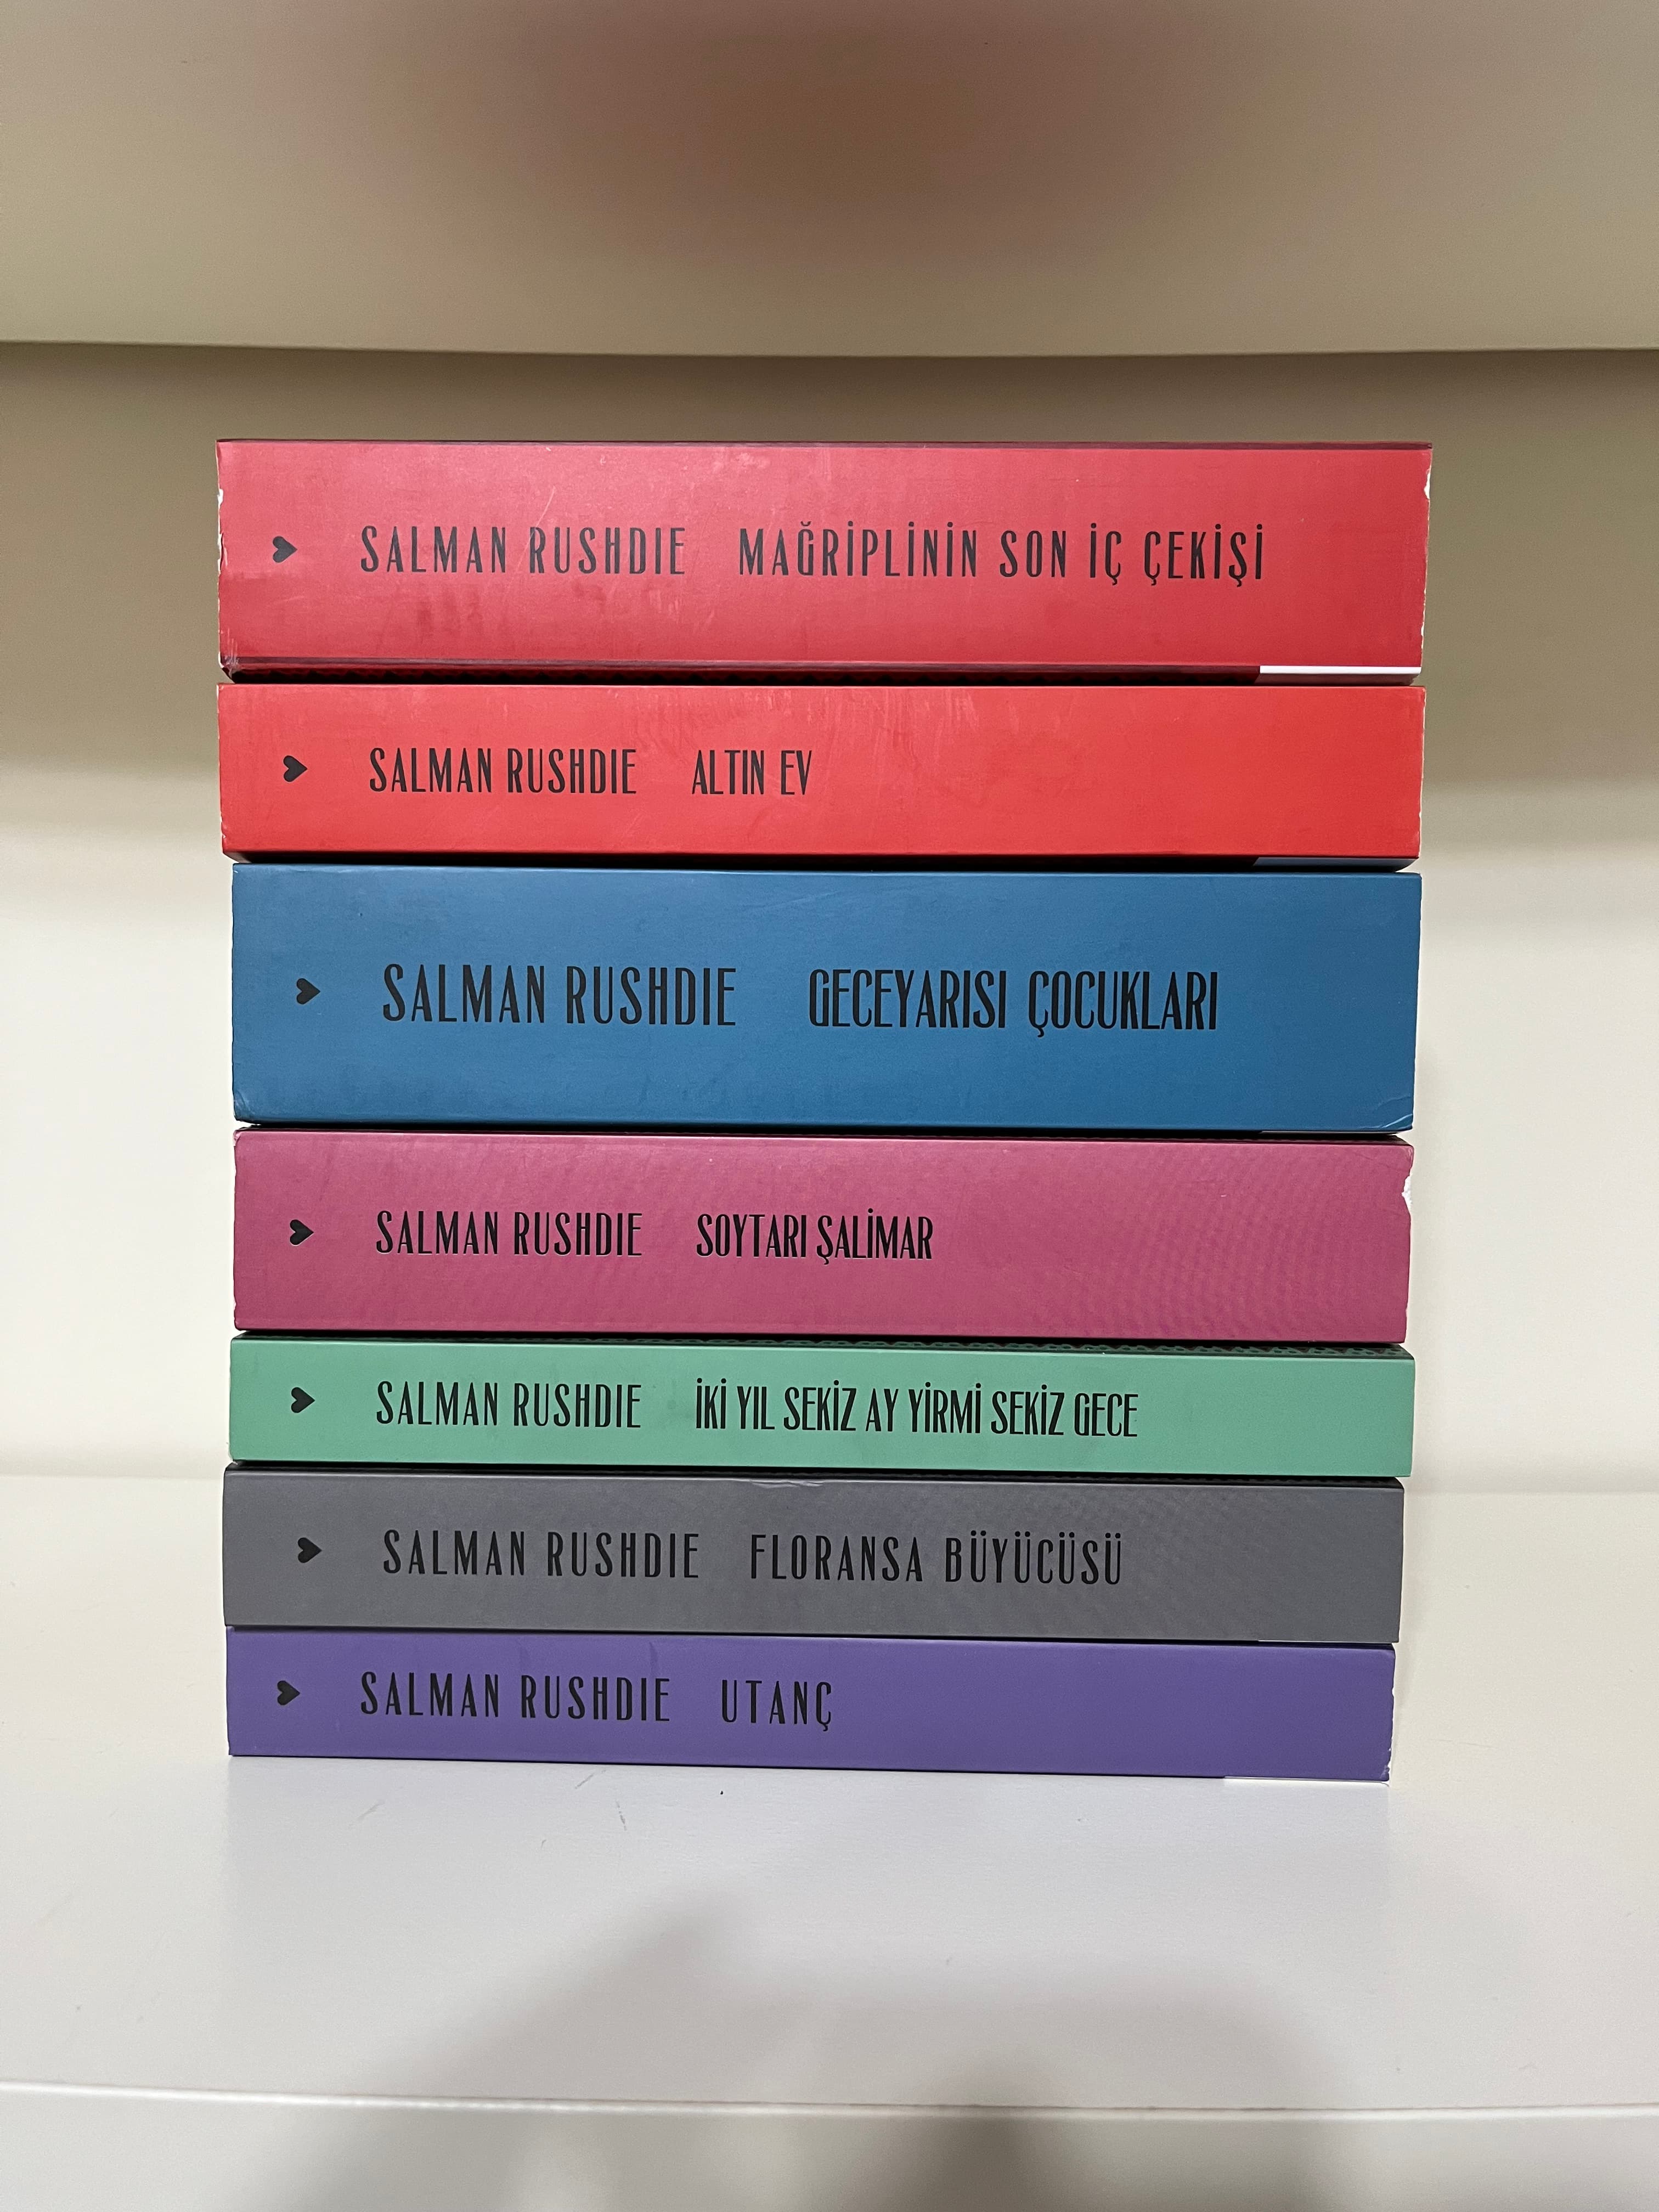 SALMAN RUSHDIE MAĞRİPLİNİN SON İÇ ÇEKİŞİ
SALMAN RUSHDIE ALTIN EV
SALMAN RUSHDIE GECEYARISI ÇOCUKLARI
SALMAN RUSHDIE SOYTARI ŞALİMAR
SALMAN RUSHDIE İKİ YIL SEKİZ AY YİRMİ SEKİZ GECE
SALMAN RUSHDIE FLORANSA BÜYÜCÜSÜ
SALMAN RUSHDIE UTANÇ